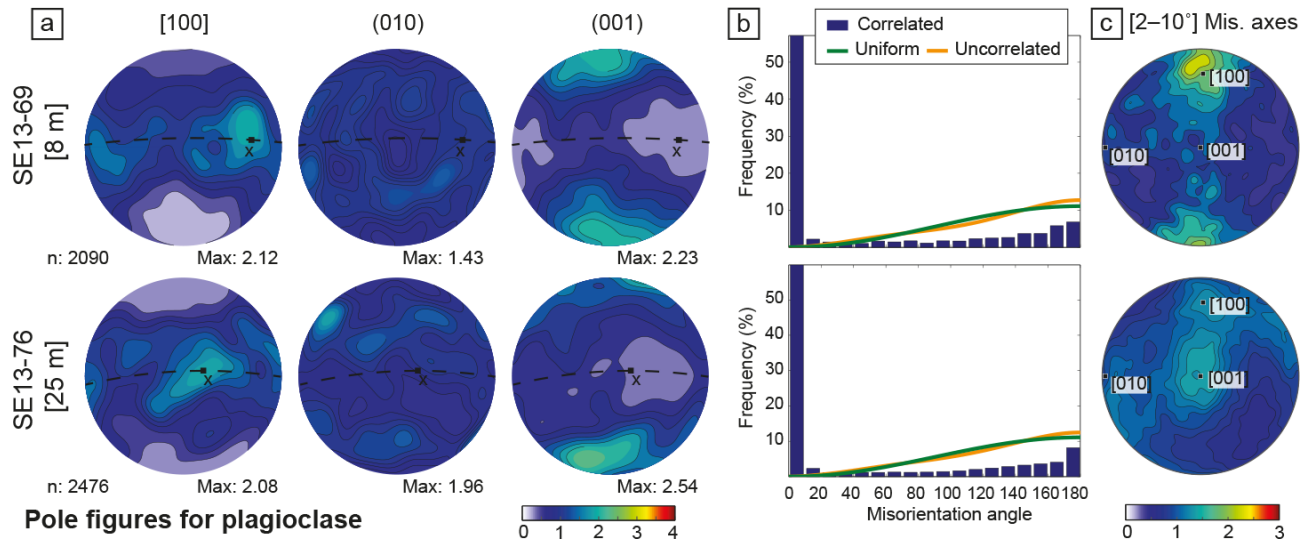 a
[100]
(010)
(001)
b
Correlated
Uniform
Uncorrelated
c
[2–10°] Mis. axes
SE13-69
[8 m]
x
x
x
n: 2090
Max: 2.12
Max: 1.43
Max: 2.23
Frequency (%)
50
40
30
20
10
[100]
[010]
[001]
SE13-76
[25 m]
x
x
x
n: 2476
Max: 2.08
Max: 1.96
Max: 2.54
Frequency (%)
50
40
30
20
10
0 20 40 60 80 100 120 140 160 180
Misorientation angle
[100]
[010]
[001]
Pole figures for plagioclase
0 1 2 3 4
0 1 2 3